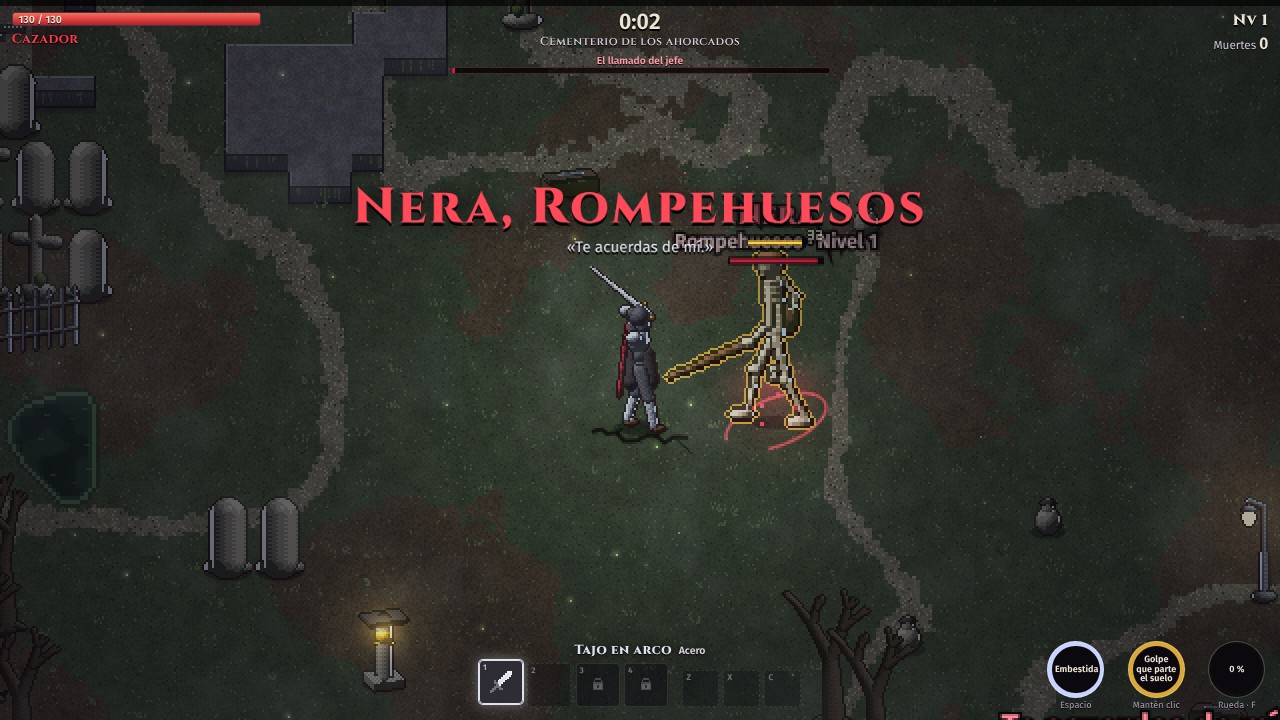 130 / 130
CAZADOR
0:02
CEMENTERIO DE LOS AHORCADOS
El llamado del jefe
Nv 1
Muertes 0
NERA, ROMPEHUESOS
«Te acuerdas de mí.»
33
Nivel 1
TAJO EN ARCO Acero
1
2
3
4
Z
X
C
Embestida
Espacio
Golpe
que parte
el suelo
Mantén clic
0 %
Rueda · F